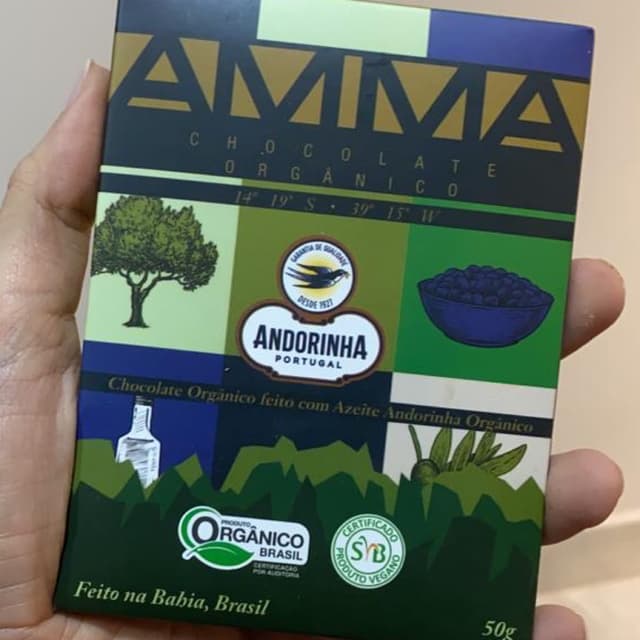 AMMA
CHOCOLATE
ORGÂNICO
14° 19' S • 39° 15' W
GARANTIA DE QUALIDADE
DESDE 1927
ANDORINHA
PORTUGAL
Chocolate Orgânico feito com Azeite Andorinha Orgânico
PRODUTO
ORGÂNICO
BRASIL
CERTIFICAÇÃO
POR AUDITORIA
CERTIFICADO
SVB
PRODUTO VEGANO
Feito na Bahia, Brasil
50g